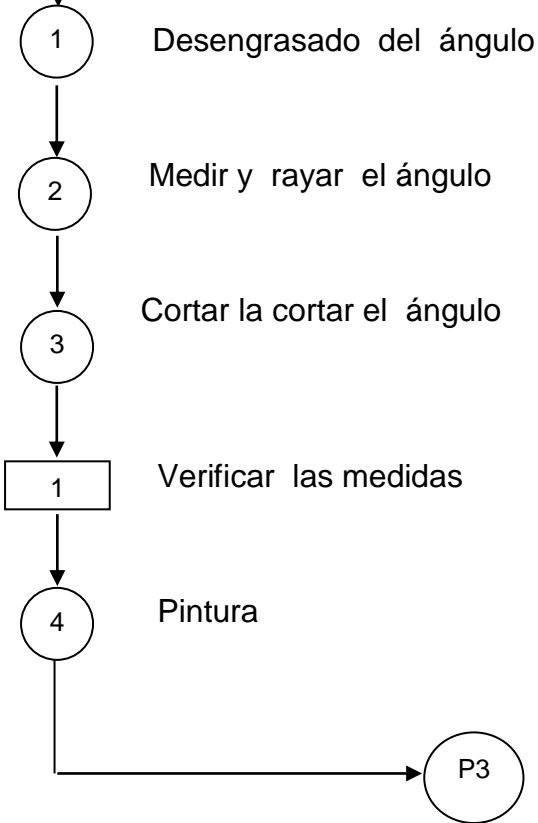 1 Desengrasado del ángulo
2 Medir y rayar el ángulo
3 Cortar la cortar el ángulo
1 Verificar las medidas
4 Pintura
P3